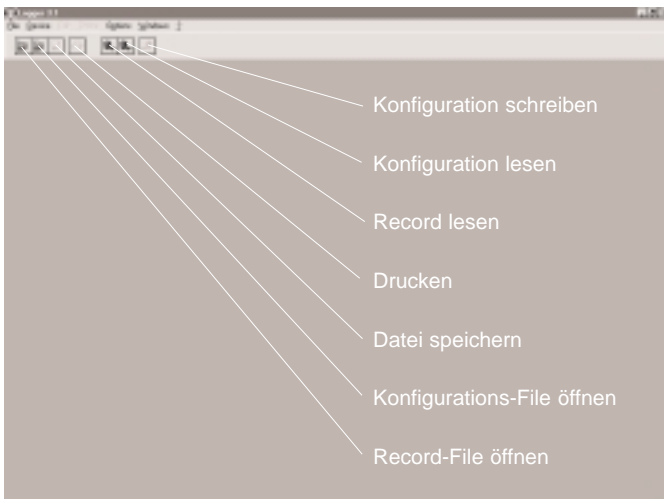 Konfiguration schreiben
Konfiguration lesen
Record lesen
Drucken
Datei speichern
Konfigurations-File öffnen
Record-File öffnen